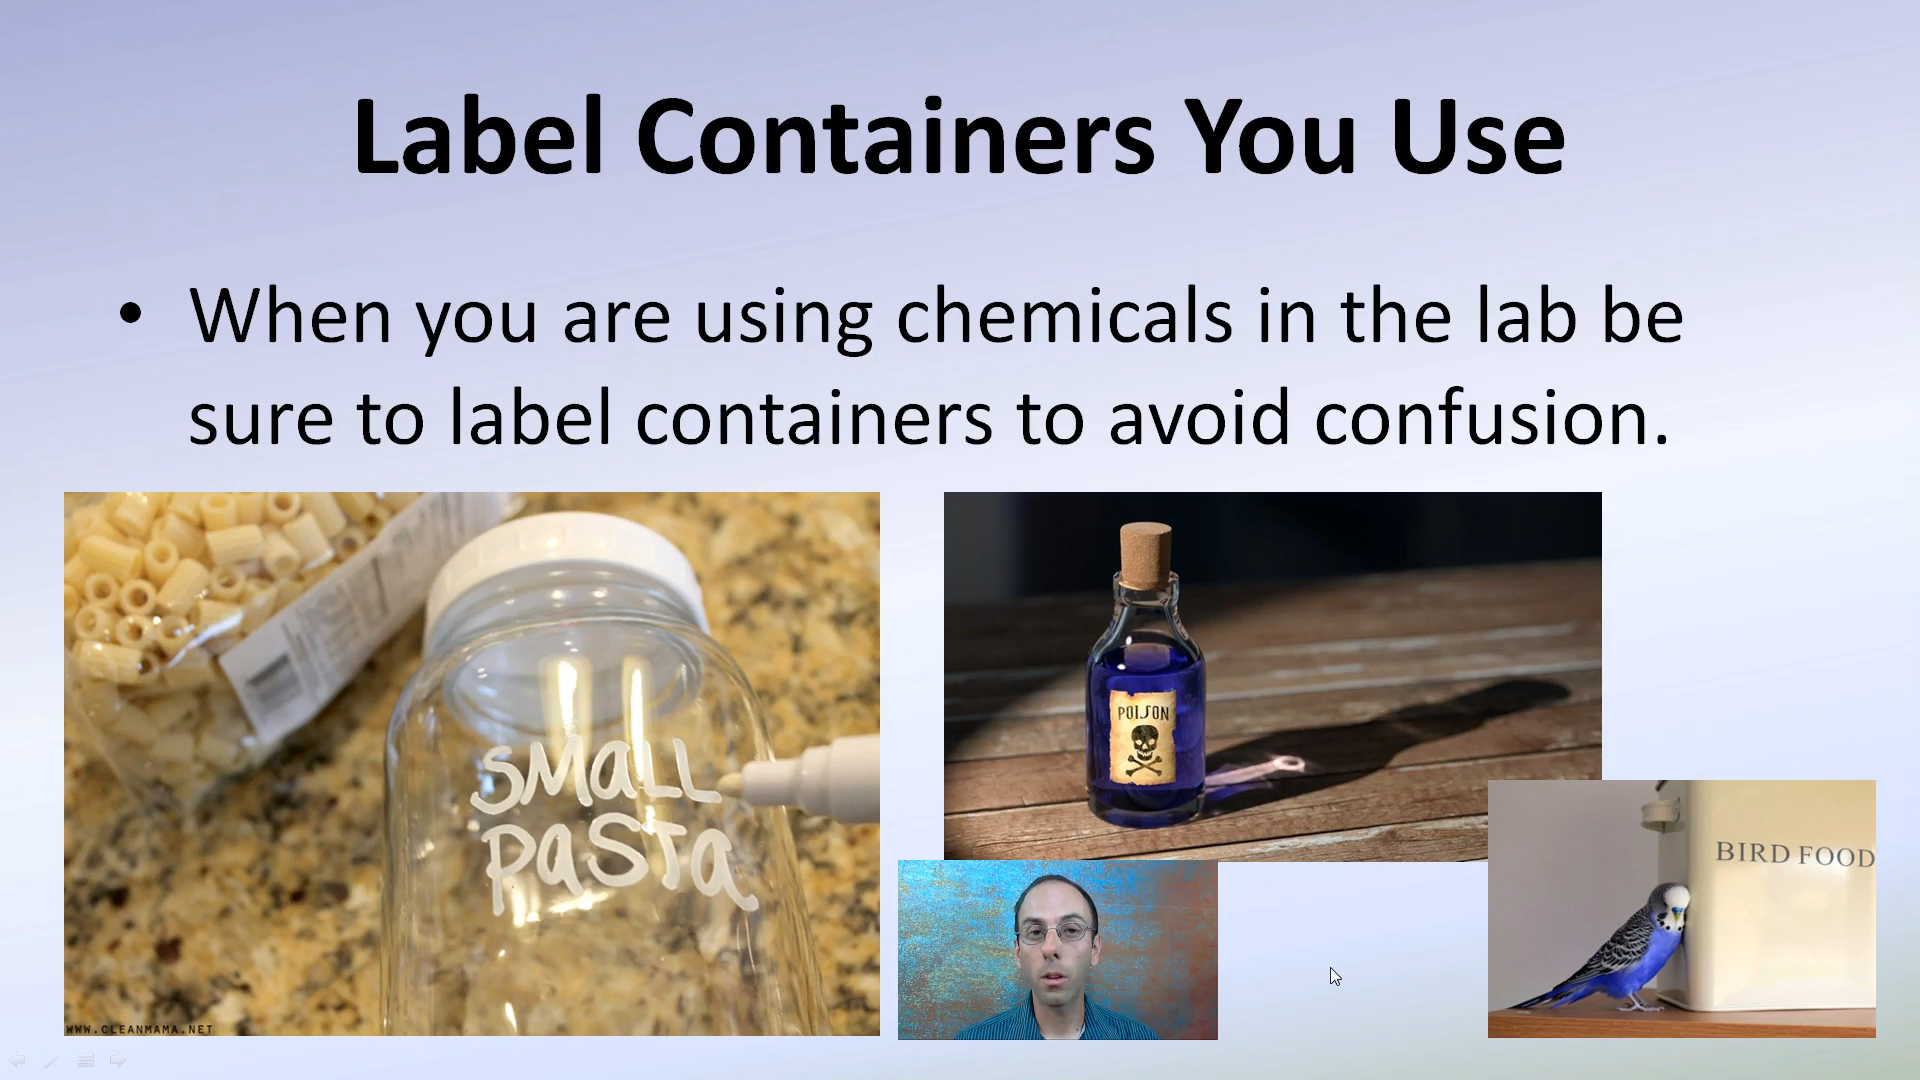 Label Containers You Use
• When you are using chemicals in the lab be
sure to label containers to avoid confusion.
SMALL
PASTA
WWW.CLEANMAMA.NET
POISON
BIRD FOOD